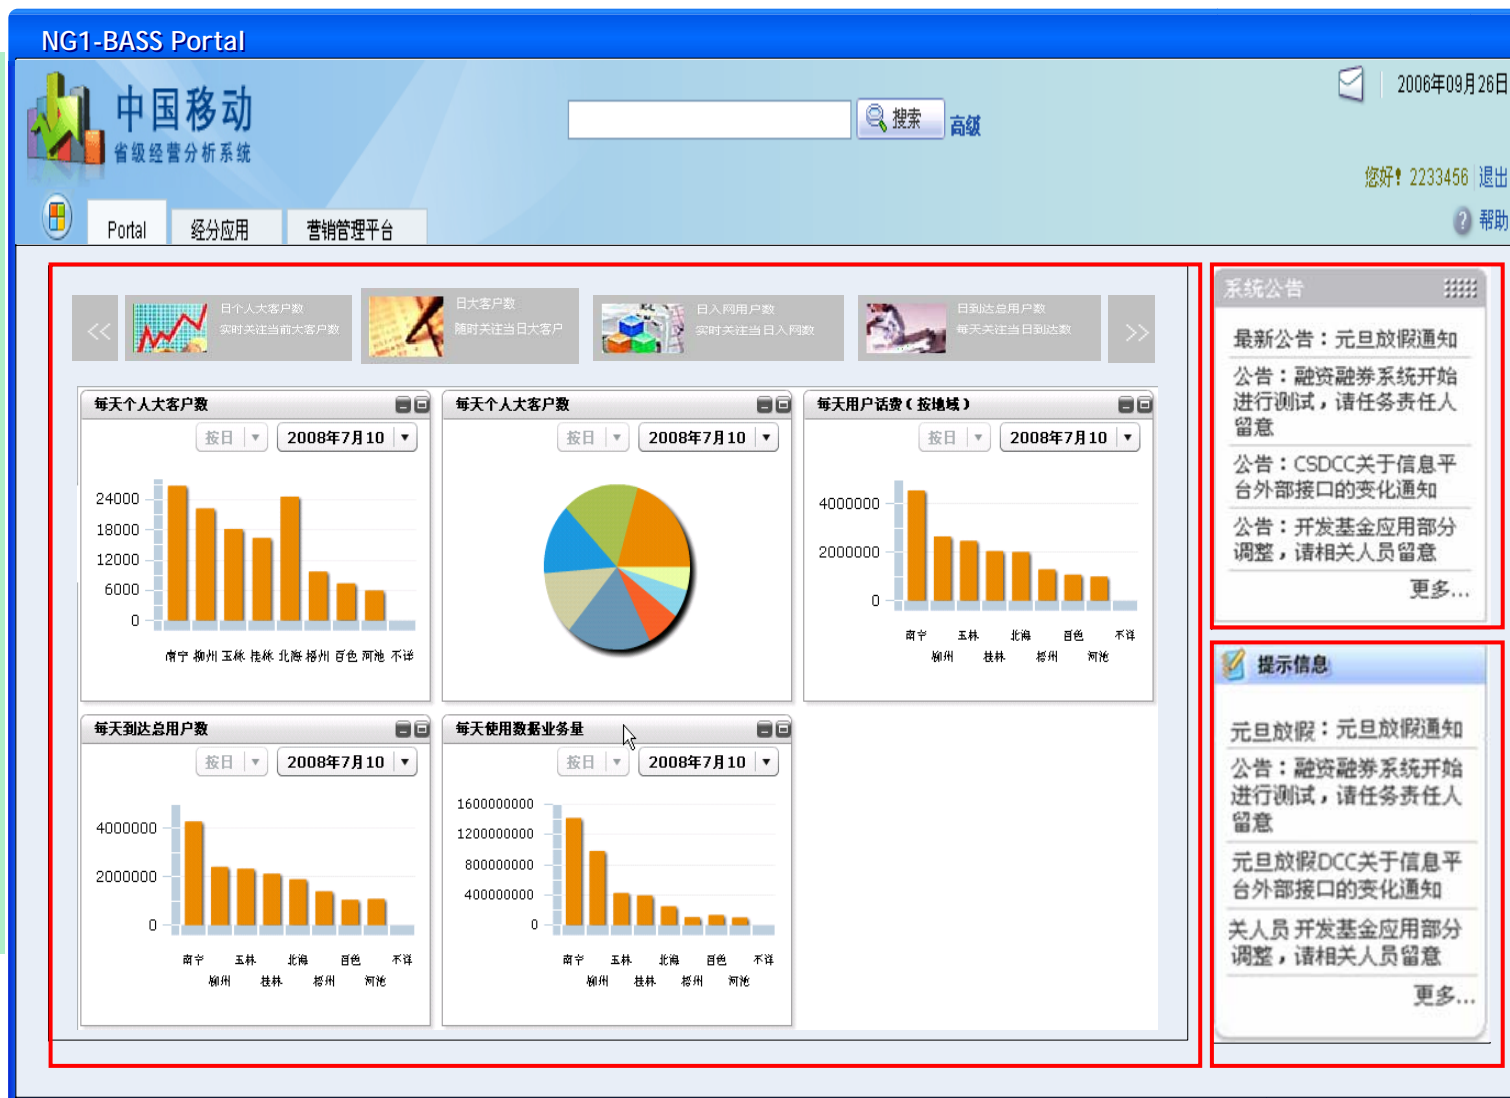 NG1-BASS Portal
中国移动
省级经营分析系统
搜索
高级
2006年09月26日
您好! 2233456 退出
帮助
Portal
经分应用
营销管理平台
<<
日个人大客户数
实时关注当前大客户数
日大客户数
随时关注当日大客户
日入网用户数
实时关注当日入网数
日到达总用户数
每天关注当日到达数
>>
每天个人大客户数
按日
2008年7月10
24000
18000
12000
6000
0
南宁 柳州 玉林 桂林 北海 梧州 百色 河池 不详
每天个人大客户数
按日
2008年7月10
每天用户话费(按地域)
按日
2008年7月10
4000000
2000000
0
南宁 玉林 北海 百色 不详
柳州 桂林 梧州 河池
每天到达总用户数
按日
2008年7月10
4000000
2000000
0
南宁 玉林 北海 百色 不详
柳州 桂林 梧州 河池
每天使用数据业务量
按日
2008年7月10
1600000000
1200000000
800000000
400000000
0
南宁 玉林 北海 百色 不详
柳州 桂林 梧州 河池
系统公告
最新公告：元旦放假通知
公告：融资融券系统开始
进行测试，请任务责任人
留意
公告：CSDCC关于信息平
台外部接口的变化通知
公告：开发基金应用部分
调整，请相关人员留意
更多...
提示信息
元旦放假：元旦放假通知
公告：融资融券系统开始
进行测试，请任务责任人
留意
元旦放假DCC关于信息平
台外部接口的变化通知
关人员 开发基金应用部分
调整，请相关人员留意
更多...